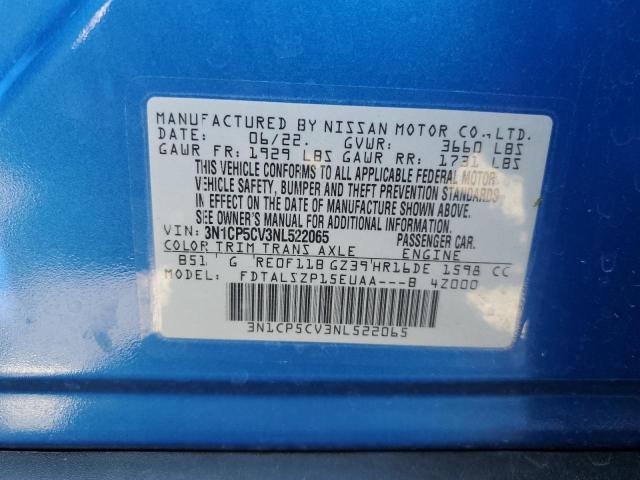 MANUFACTURED BY NISSAN MOTOR CO.,LTD.
DATE: 06/22. GVWR: 3660 LBS
GAWR FR: 1929 LBS GAWR RR: 1731 LBS
THIS VEHICLE CONFORMS TO ALL APPLICABLE FEDERAL MOTOR
VEHICLE SAFETY, BUMPER AND THEFT PREVENTION STANDARDS
IN EFFECT ON THE DATE OF MANUFACTURE SHOWN ABOVE.
SEE OWNER'S MANUAL FOR ADDITIONAL INFORMATION.
VIN: 3N1CP5CV3NL522065 PASSENGER CAR.
COLOR TRIM TRANS AXLE ENGINE
B51 G RE0F11B GZ39 HR16DE 1598 CC
MODEL: FDTALSZP15EUAA---B 4Z000
3N1CP5CV3NL522065